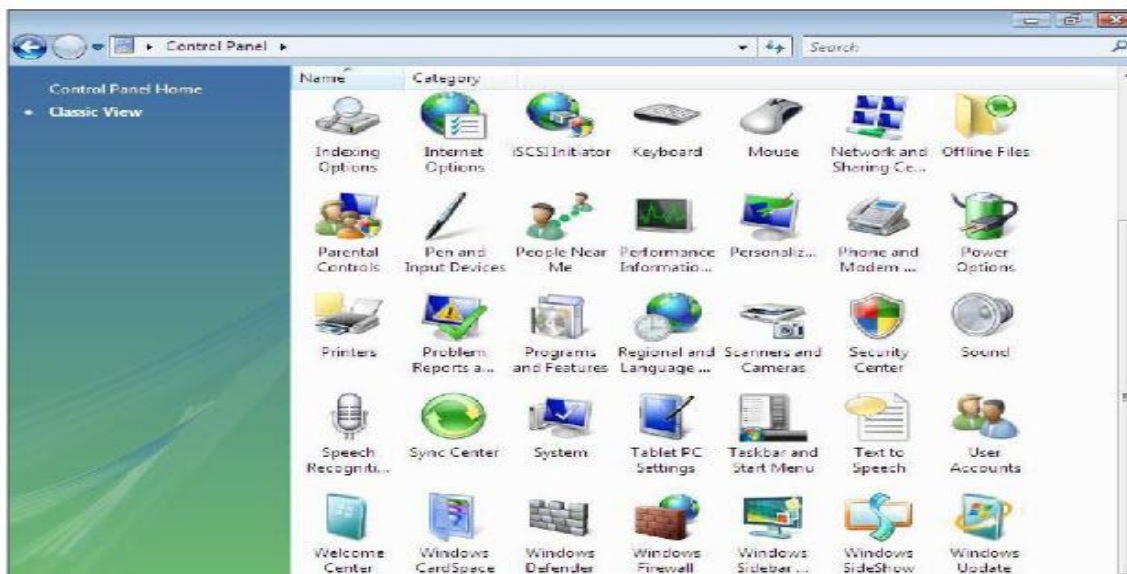 Control Panel
Search
Control Panel Home
Classic View
Name Category
Indexing Options
Internet Options
iSCSI Initiator
Keyboard
Mouse
Network and Sharing Ce...
Offline Files
Parental Controls
Pen and Input Devices
People Near Me
Performance Informatio...
Personaliz...
Phone and Modem ...
Power Options
Printers
Problem Reports a...
Programs and Features
Regional and Language ...
Scanners and Cameras
Security Center
Sound
Speech Recogniti...
Sync Center
System
Tablet PC Settings
Taskbar and Start Menu
Text to Speech
User Accounts
Welcome Center
Windows CardSpace
Windows Defender
Windows Firewall
Windows Sidebar ...
Windows SideShow
Windows Update